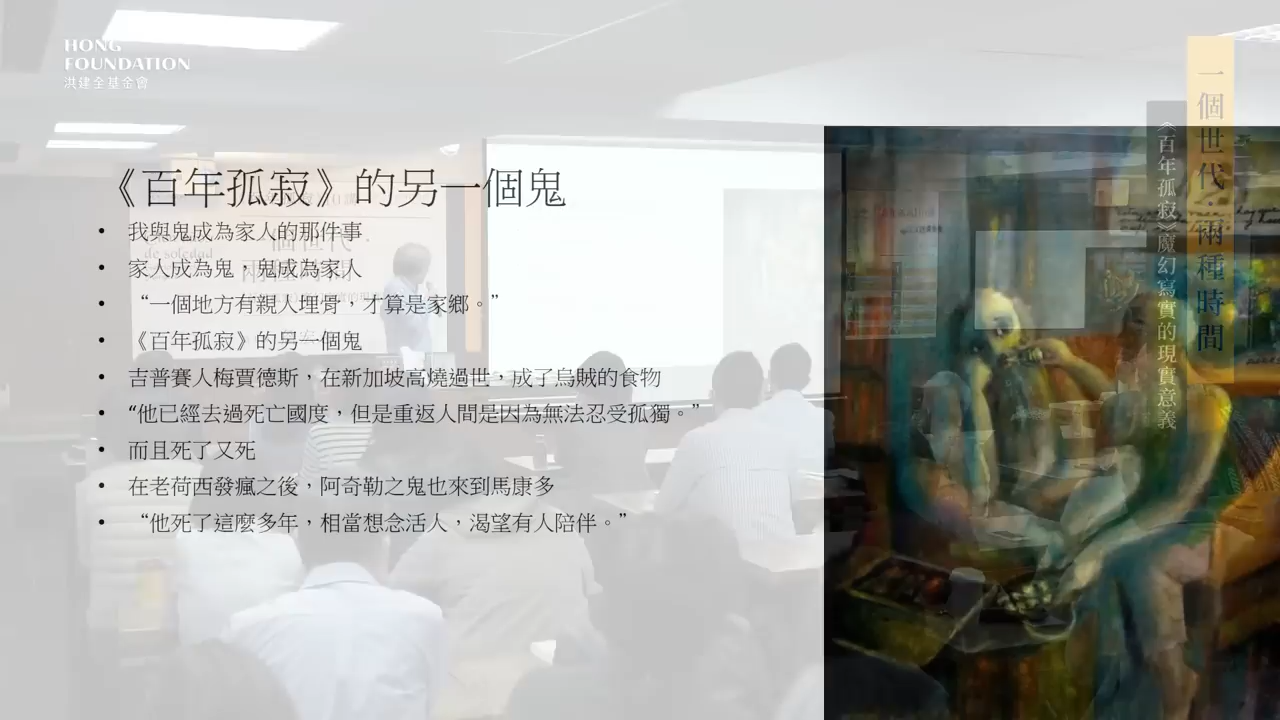 HONG
FOUNDATION
洪建全基金會
一個世代·兩種時間
《百年孤寂》魔幻寫實的現實意義
《百年孤寂》的另一個鬼
• 我與鬼成為家人的那件事
• 家人成為鬼，鬼成為家人
• “一個地方有親人埋骨，才算是家鄉。”
• 《百年孤寂》的另一個鬼
• 吉普賽人梅賈德斯，在新加坡高燒過世，成了烏賊的食物
• “他已經去過死亡國度，但是重返人間是因為無法忍受孤獨。”
• 而且死了又死
• 在老荷西發瘋之後，阿奇勒之鬼也來到馬康多
• “他死了這麼多年，相當想念活人，渴望有人陪伴。”
de soledad